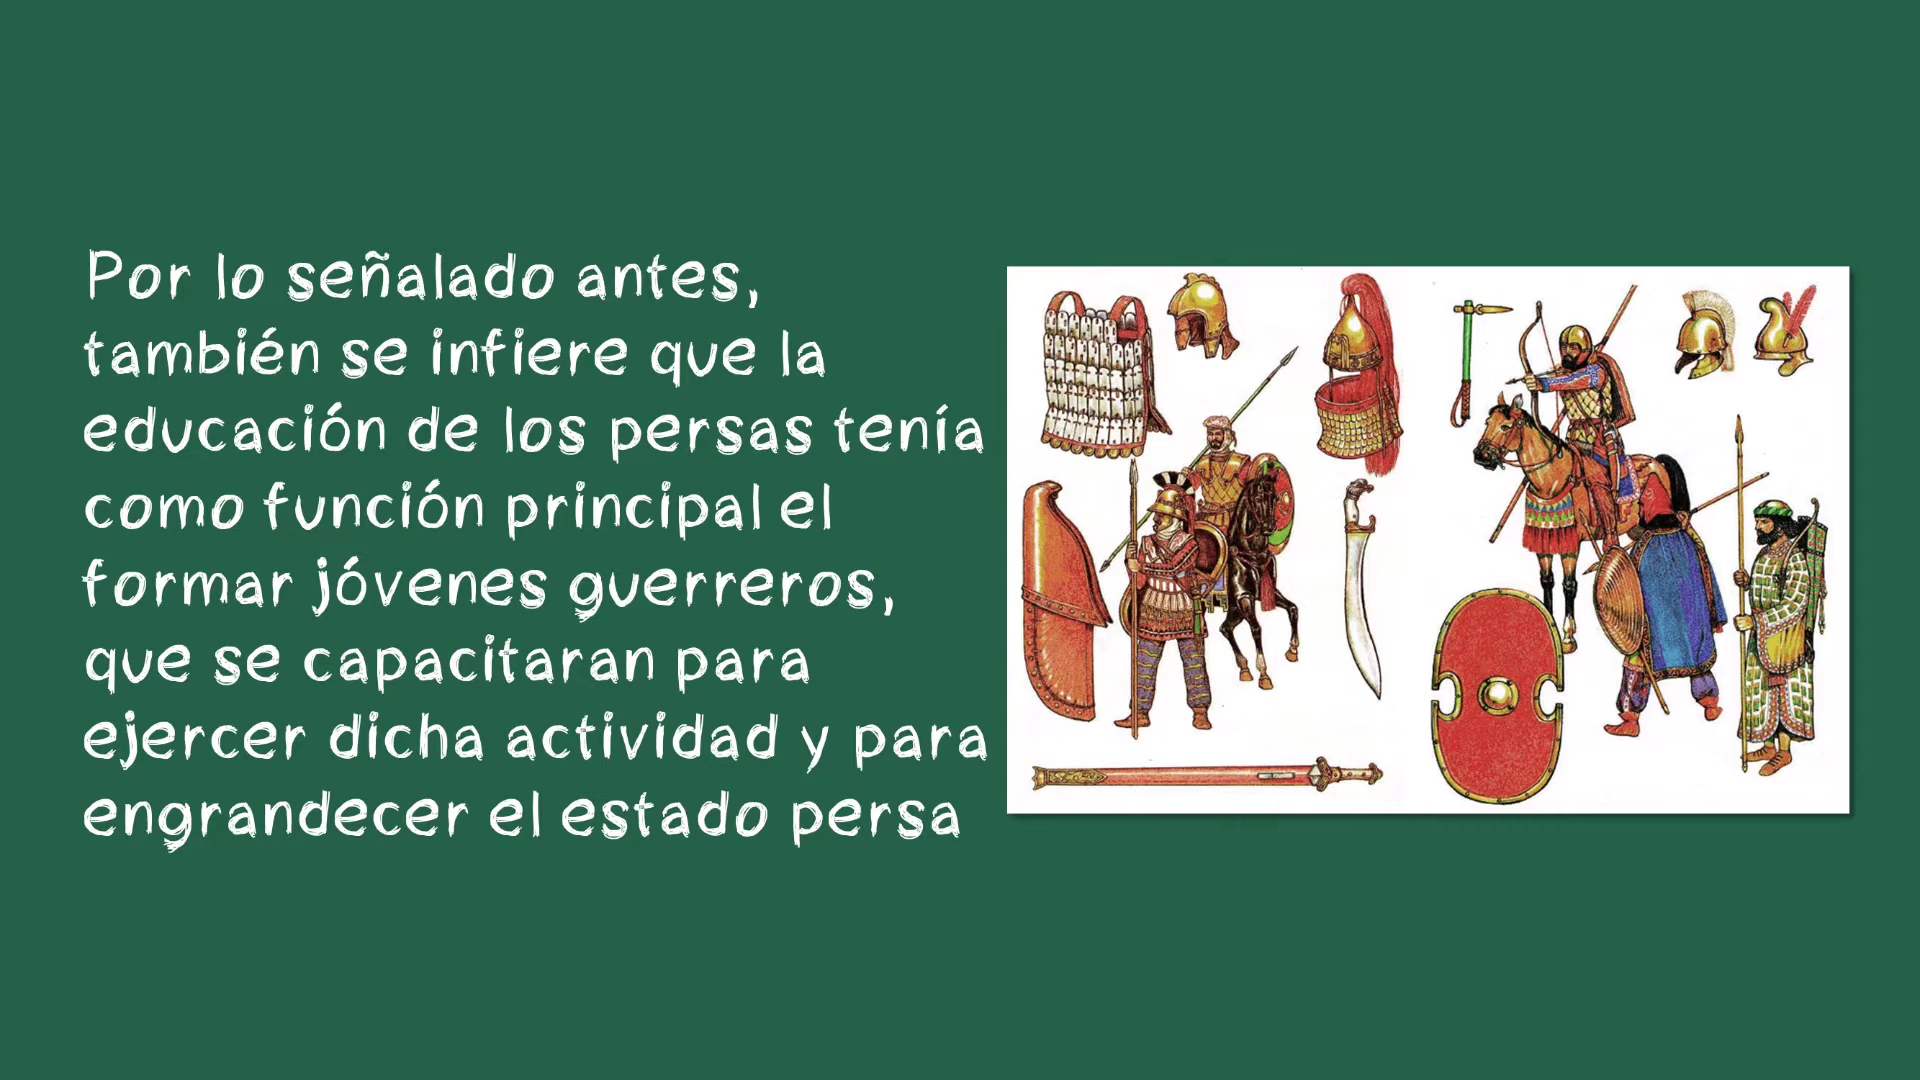 Por lo señalado antes,
también se infiere que la
educación de los persas tenía
como función principal el
formar jóvenes guerreros,
que se capacitaran para
ejercer dicha actividad y para
engrandecer el estado persa